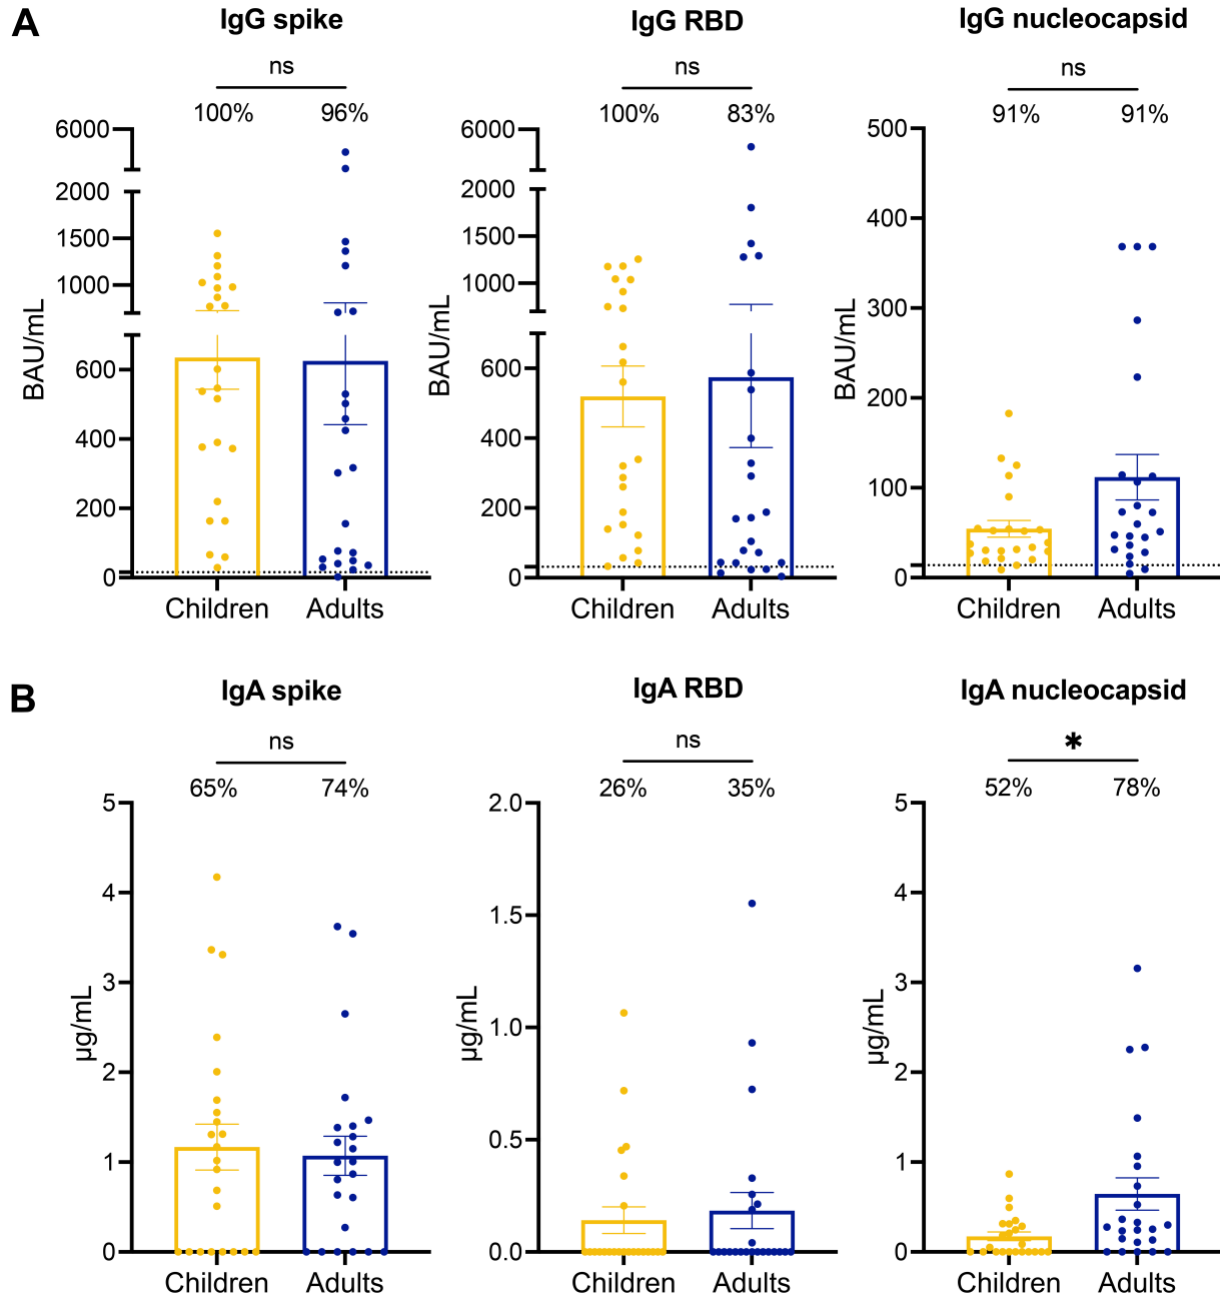 A
IgG spike
IgG RBD
IgG nucleocapsid
ns
ns
ns
100%
96%
100%
83%
91%
91%
BAU/mL
6000
2000
1500
1000
600
400
200
0
Children
Adults
BAU/mL
6000
2000
1500
1000
600
400
200
0
Children
Adults
BAU/mL
500
400
300
200
100
0
Children
Adults
B
IgA spike
IgA RBD
IgA nucleocapsid
ns
ns
*
65%
74%
26%
35%
52%
78%
µg/mL
5
4
3
2
1
0
Children
Adults
µg/mL
2.0
1.5
1.0
0.5
0.0
Children
Adults
µg/mL
5
4
3
2
1
0
Children
Adults